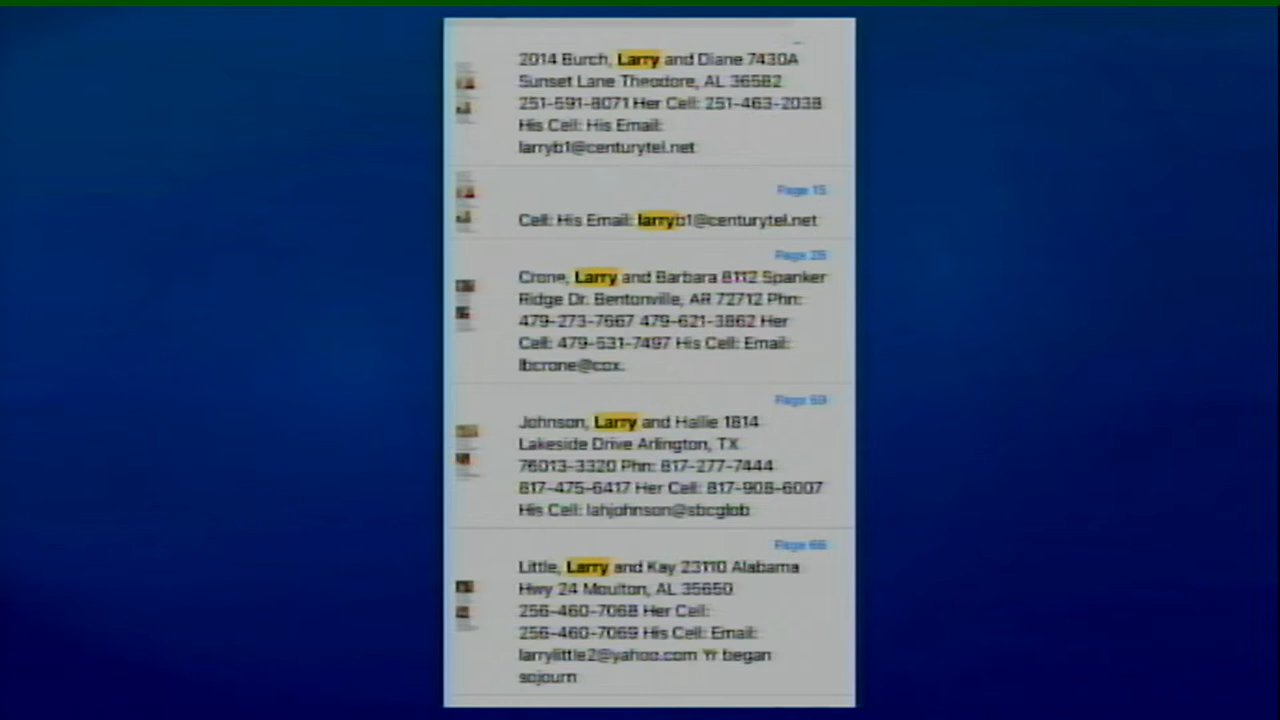 2014 Burch, Larry and Diane 7430A
Sunset Lane Theodore, AL 36582
251-591-8071 Her Cell: 251-463-2038
His Cell: His Email:
larryb1@centurytel.net
Page 15
Cell: His Email: larryb1@centurytel.net
Page 26
Crone, Larry and Barbara 8112 Spanker
Ridge Dr. Bentonville, AR 72712 Phn:
479-273-7667 479-621-3862 Her
Cell: 479-531-7497 His Cell: Email:
lbcrone@cox.
Page 59
Johnson, Larry and Hallie 1814
Lakeside Drive Arlington, TX
76013-3320 Phn: 817-277-7444
817-475-6417 Her Cell: 817-908-6007
His Cell: lahjohnson@sbcglob
Page 66
Little, Larry and Kay 23110 Alabama
Hwy 24 Moulton, AL 35650
256-460-7068 Her Cell:
256-460-7069 His Cell: Email:
larrylittle2@yahoo.com Yr began
sojourn